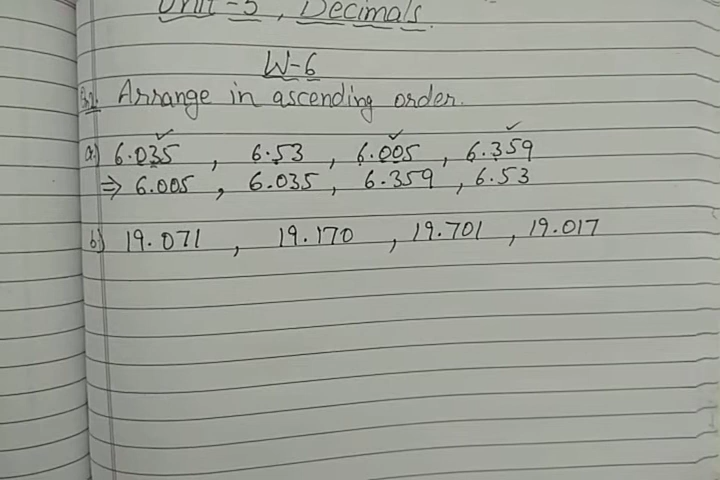 Unit-5, Decimals.
W-6
Q2. Arrange in ascending order.
a) 6.035 , 6.53 , 6.005 , 6.359
⇒ 6.005 , 6.035 , 6.359 , 6.53
b) 19.071 , 19.170 , 19.701 , 19.017